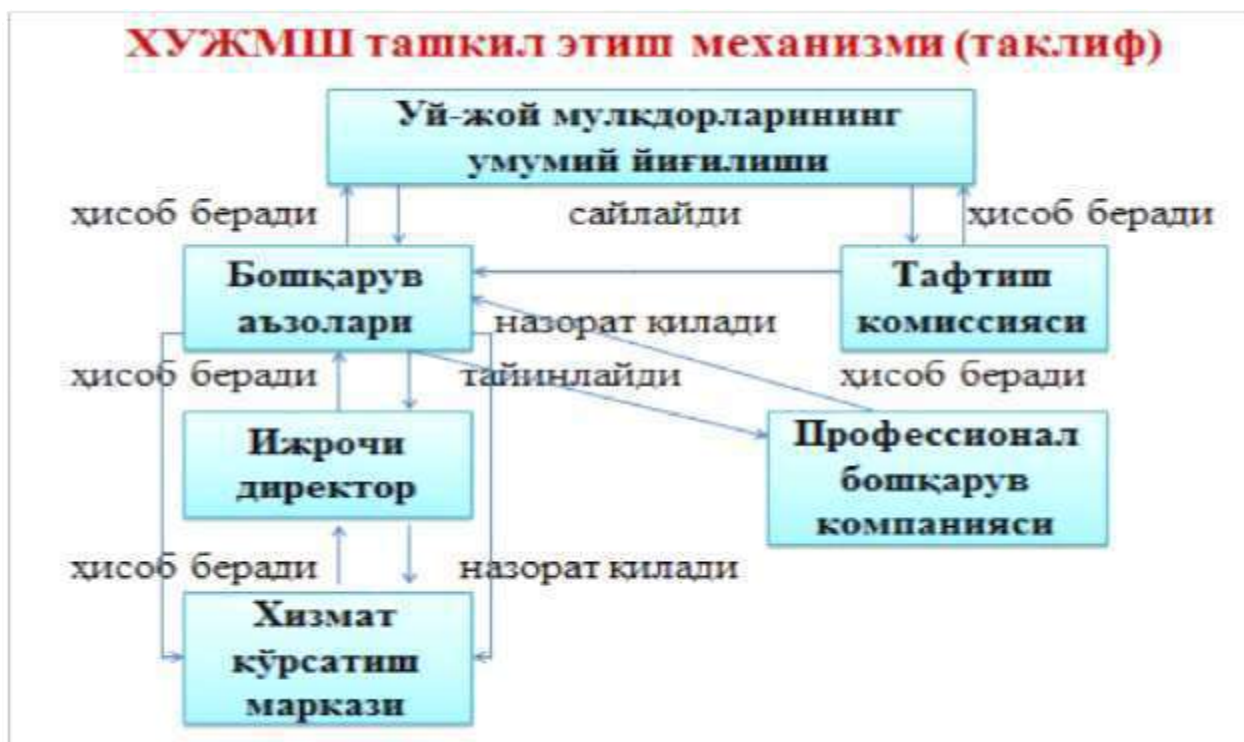 ХУЖМШ ташкил этиш механизми (таклиф)
Уй-жой мулкдорларининг
умумий йиғилиши
ҳисоб беради
сайлайди
ҳисоб беради
Бошқарув
аъзолари
Тафтиш
комиссияси
назорат қилади
ҳисоб беради
тайинлайди
ҳисоб беради
Ижрочи
директор
Профессионал
бошқарув
компанияси
ҳисоб беради
назорат қилади
Хизмат
кўрсатиш
маркази